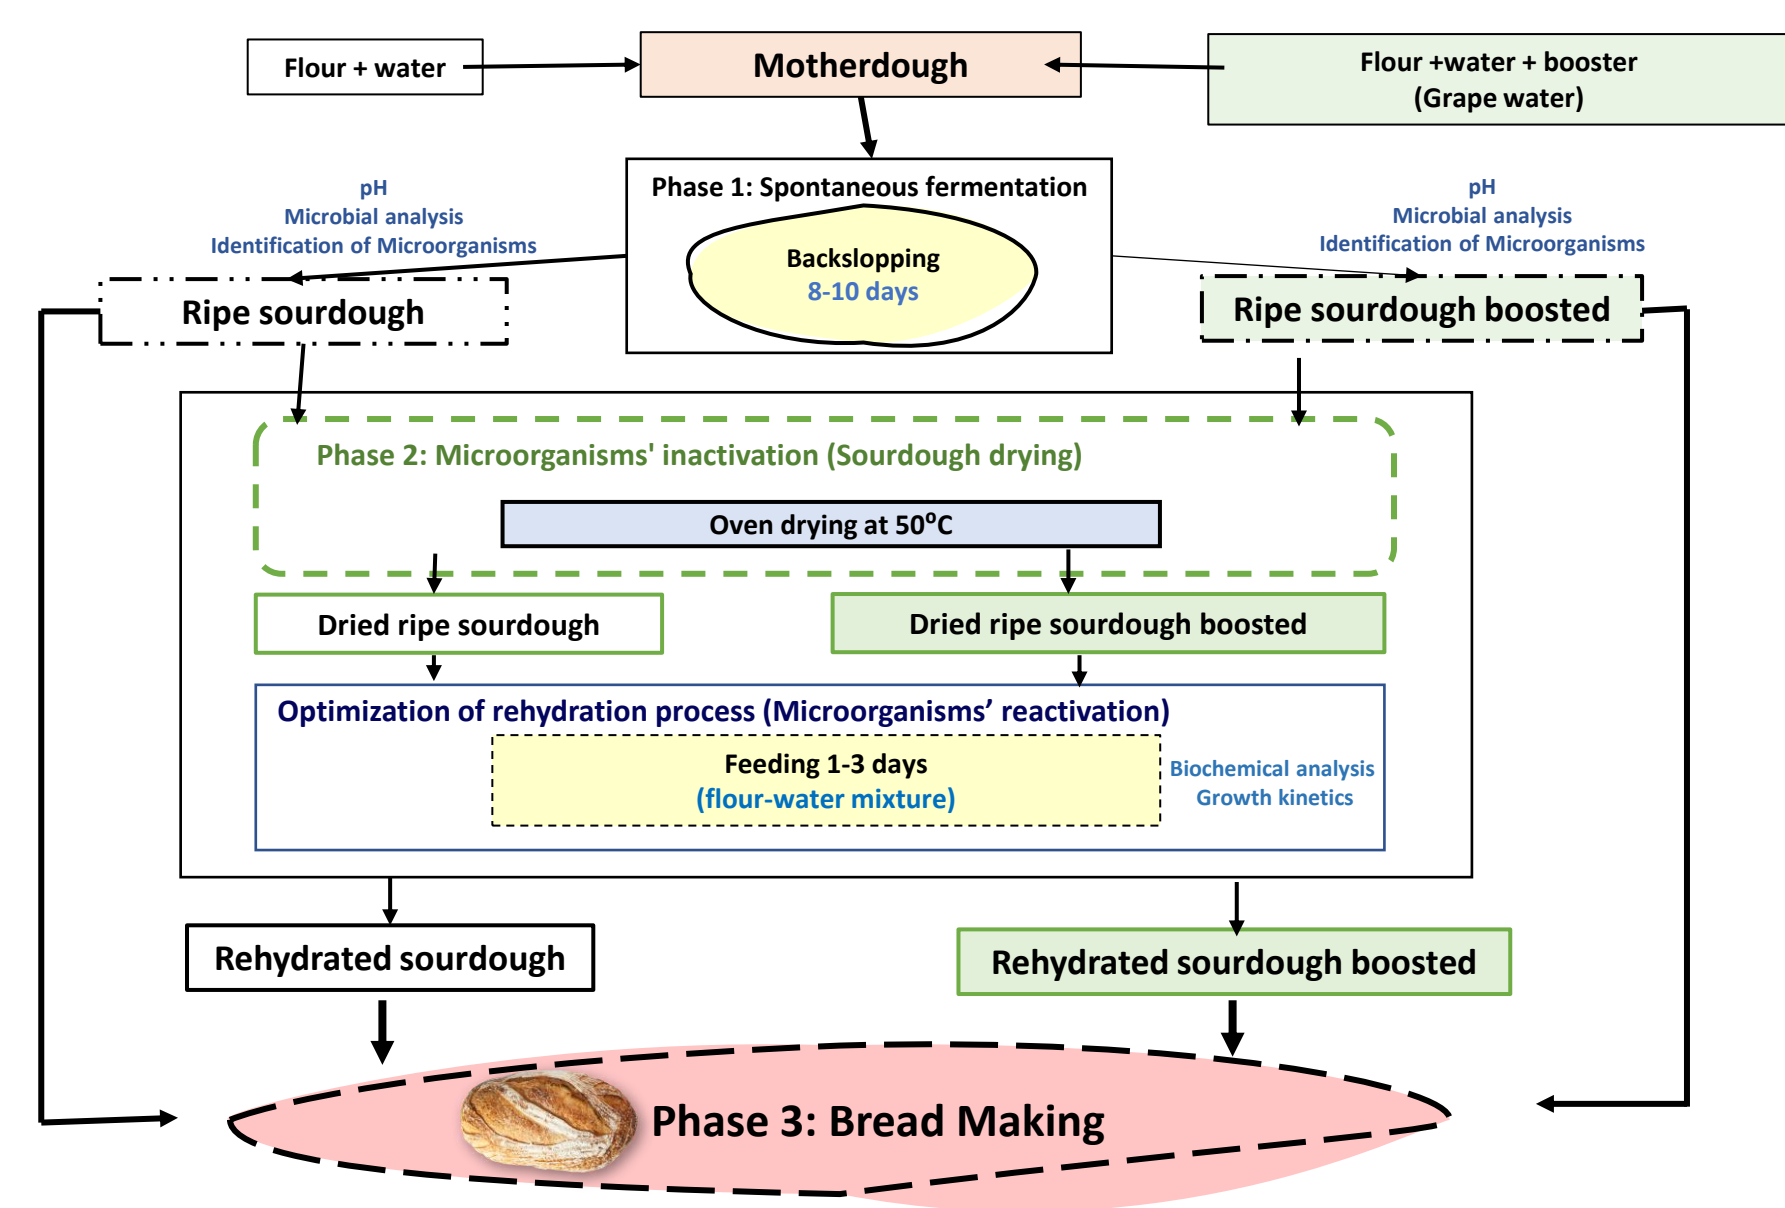 Flour + water
Motherdough
Flour +water + booster
(Grape water)
Phase 1: Spontaneous fermentation
Backslopping
8-10 days
pH
Microbial analysis
Identification of Microorganisms
pH
Microbial analysis
Identification of Microorganisms
Ripe sourdough
Ripe sourdough boosted
Phase 2: Microorganisms' inactivation (Sourdough drying)
Oven drying at 50⁰C
Dried ripe sourdough
Dried ripe sourdough boosted
Optimization of rehydration process (Microorganisms’ reactivation)
Feeding 1-3 days
(flour-water mixture)
Biochemical analysis
Growth kinetics
Rehydrated sourdough
Rehydrated sourdough boosted
Phase 3: Bread Making